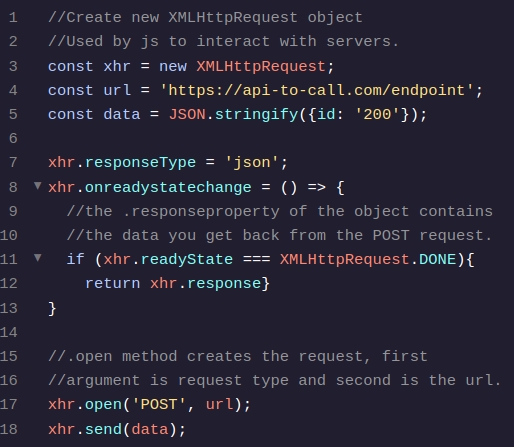 1 //Create new XMLHttpRequest object
2 //Used by js to interact with servers.
3 const xhr = new XMLHttpRequest;
4 const url = 'https://api-to-call.com/endpoint';
5 const data = JSON.stringify({id: '200'});
6
7 xhr.responseType = 'json';
8 xhr.onreadystatechange = () => {
9   //the .responseproperty of the object contains
10   //the data you get back from the POST request.
11   if (xhr.readyState === XMLHttpRequest.DONE){
12     return xhr.response}
13 }
14
15 //.open method creates the request, first
16 //argument is request type and second is the url.
17 xhr.open('POST', url);
18 xhr.send(data);